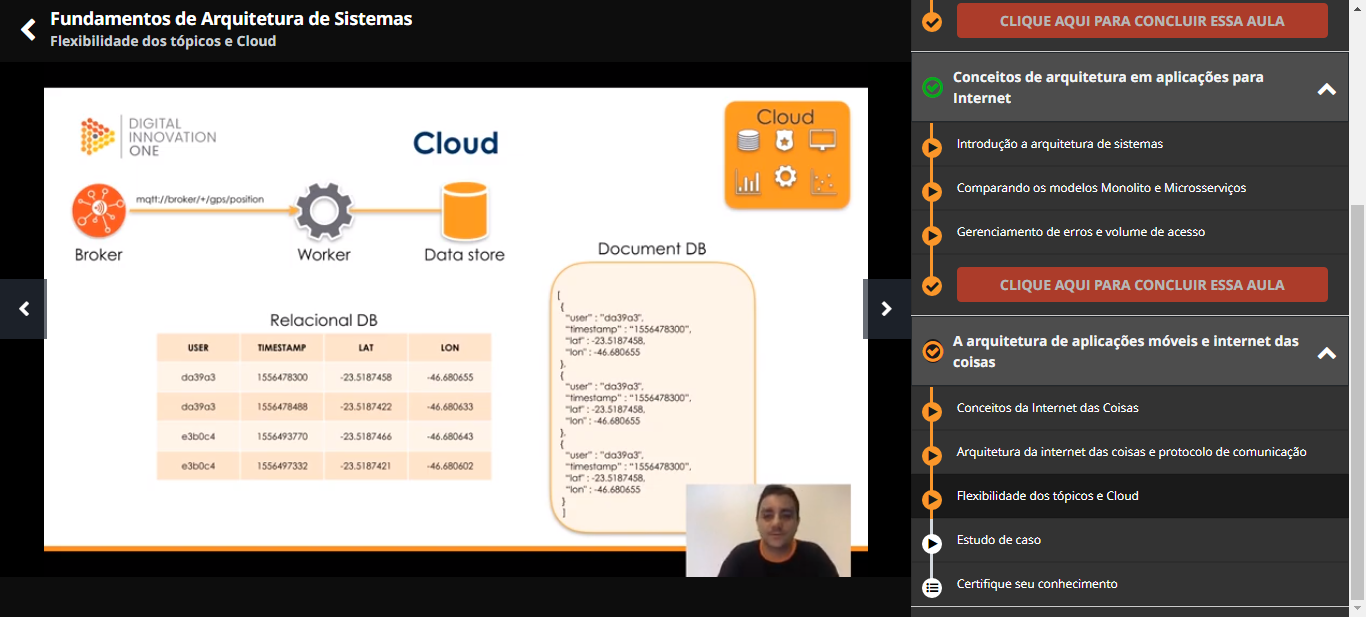 Fundamentos de Arquitetura de Sistemas
Flexibilidade dos tópicos e Cloud
DIGITAL
INNOVATION
ONE
Cloud
Cloud
mqtt://broker/+/gps/position
Broker
Worker
Data store
Relacional DB
USER TIMESTAMP LAT LON
da39a3 1556478300 -23.5187458 -46.680655
da39a3 1556478488 -23.5187422 -46.680633
e3b0c4 1556493770 -23.5187466 -46.680643
e3b0c4 1556497332 -23.5187421 -46.680602
Document DB
[
{
"user" : "da39a3",
"timestamp" : "1556478300",
"lat" : -23.5187458,
"lon" : -46.680655
},
{
"user" : "da39a3",
"timestamp" : "1556478300",
"lat" : -23.5187458,
"lon" : -46.680655
},
{
"user" : "da39a3",
"timestamp" : "1556478300",
"lat" : -23.5187458,
"lon" : -46.680655
}
]
CLIQUE AQUI PARA CONCLUIR ESSA AULA
Conceitos de arquitetura em aplicações para
Internet
Introdução a arquitetura de sistemas
Comparando os modelos Monolito e Microsserviços
Gerenciamento de erros e volume de acesso
CLIQUE AQUI PARA CONCLUIR ESSA AULA
A arquitetura de aplicações móveis e internet das
coisas
Conceitos da Internet das Coisas
Arquitetura da internet das coisas e protocolo de comunicação
Flexibilidade dos tópicos e Cloud
Estudo de caso
Certifique seu conhecimento